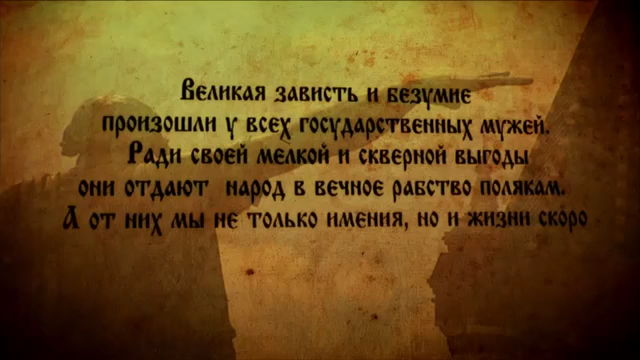 Великая зависть и безумие
произошли у всех государственных мужей.
Ради своей мелкой и скверной выгоды
они отдают народ в вечное рабство полякам.
А от них мы не только имения, но и жизни скоро